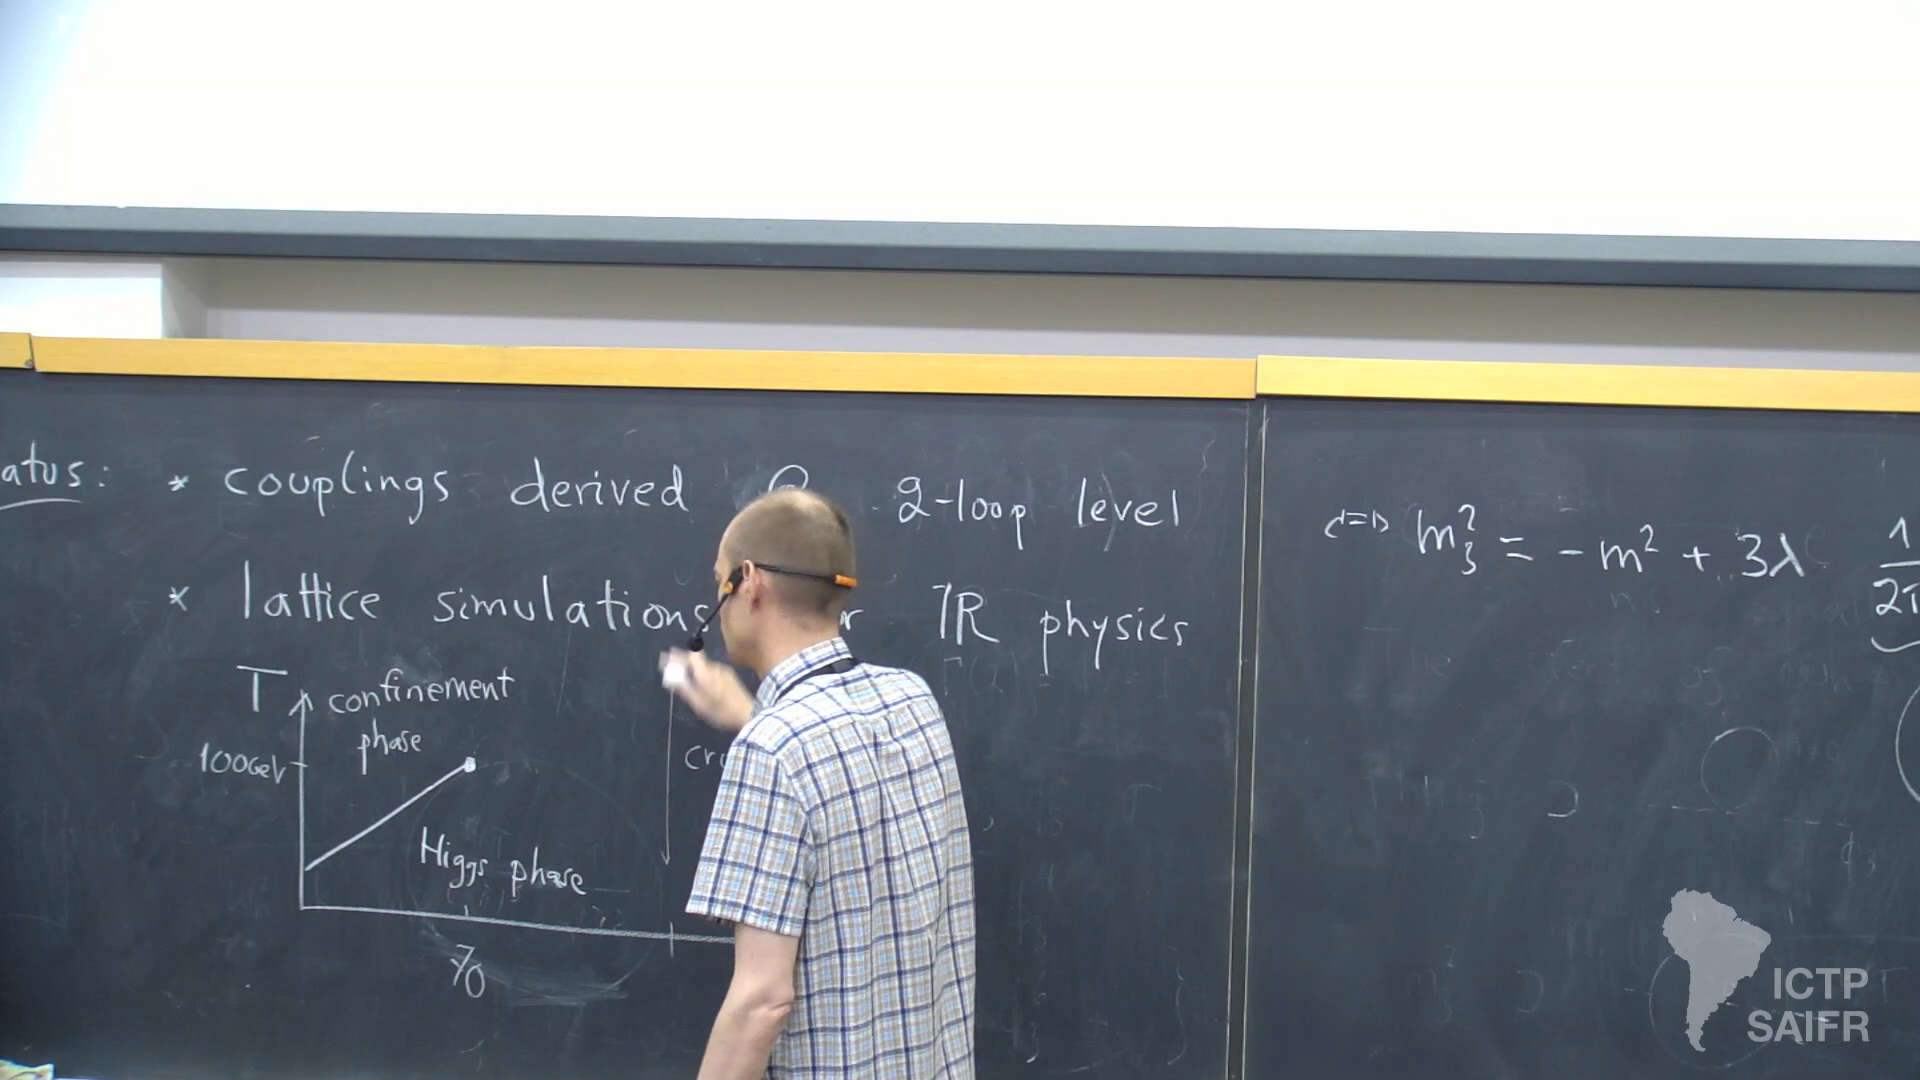 atus: * couplings derived @ 2-loop level
* lattice simulations r IR physics
T confinement
phase
100GeV
Higgs phase
70
<=> m₃² = - m² + 3λ 1
ICTP
SAIFR